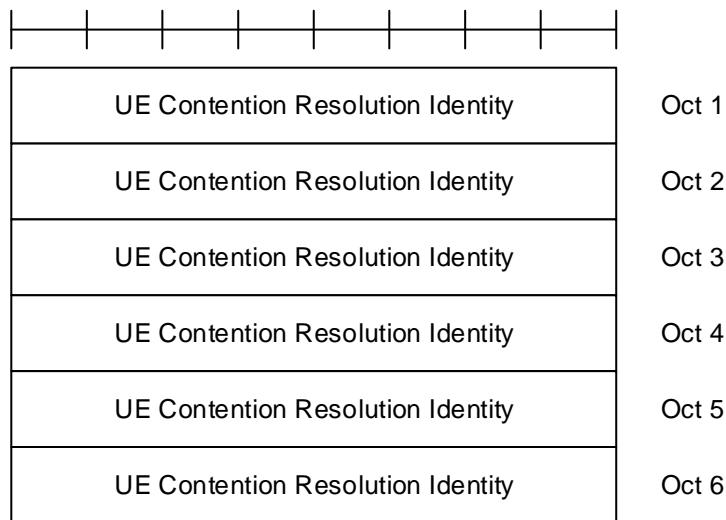 UE Contention Resolution Identity Oct 1
UE Contention Resolution Identity Oct 2
UE Contention Resolution Identity Oct 3
UE Contention Resolution Identity Oct 4
UE Contention Resolution Identity Oct 5
UE Contention Resolution Identity Oct 6